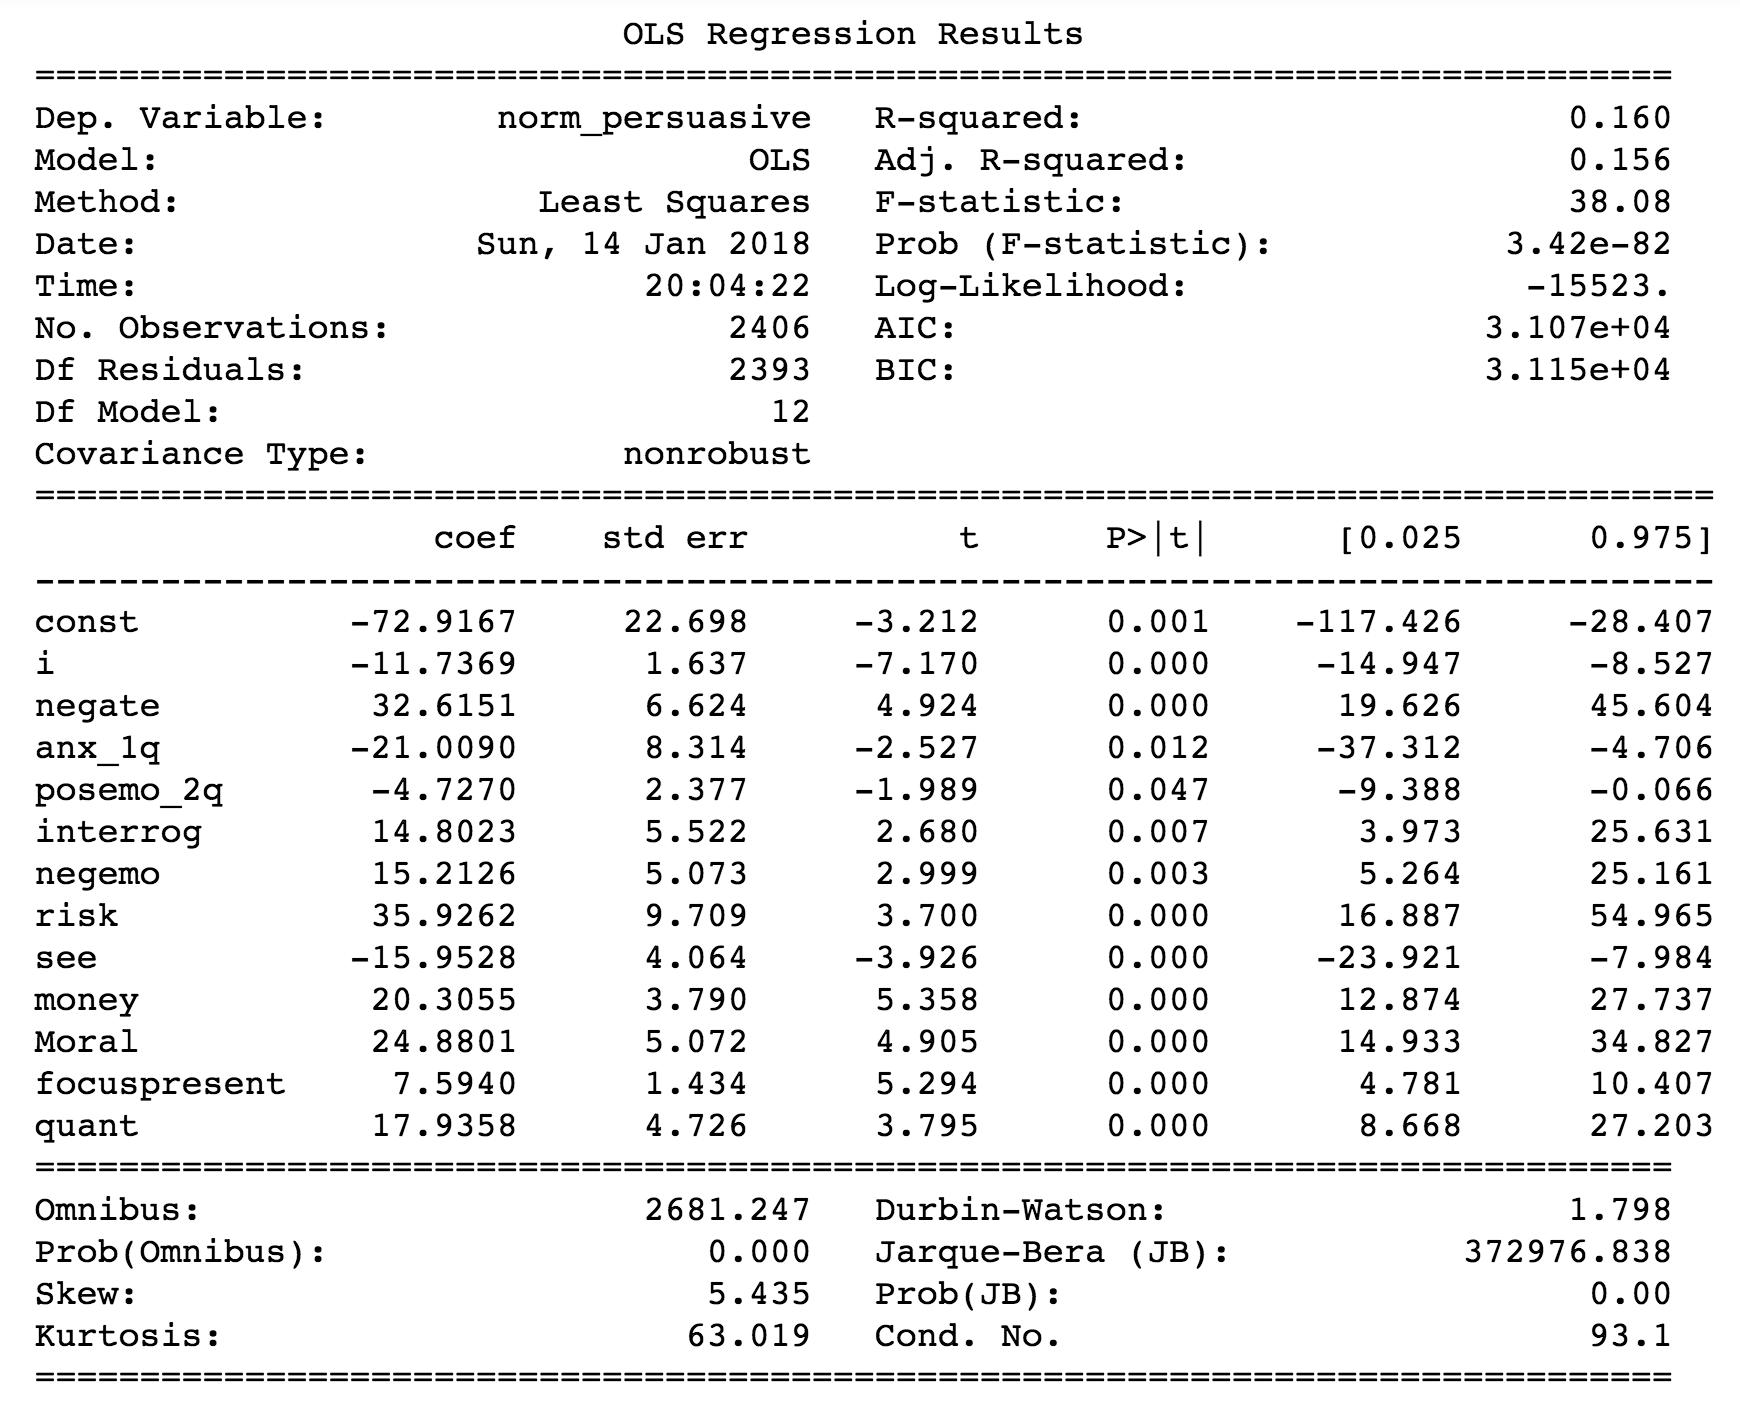 OLS Regression Results
==============================================================================
Dep. Variable: norm_persuasive R-squared: 0.160
Model: OLS Adj. R-squared: 0.156
Method: Least Squares F-statistic: 38.08
Date: Sun, 14 Jan 2018 Prob (F-statistic): 3.42e-82
Time: 20:04:22 Log-Likelihood: -15523.
No. Observations: 2406 AIC: 3.107e+04
Df Residuals: 2393 BIC: 3.115e+04
Df Model: 12
Covariance Type: nonrobust
================================================================================
coef std err t P>|t| [0.025 0.975]
--------------------------------------------------------------------------------
const -72.9167 22.698 -3.212 0.001 -117.426 -28.407
i -11.7369 1.637 -7.170 0.000 -14.947 -8.527
negate 32.6151 6.624 4.924 0.000 19.626 45.604
anx_1q -21.0090 8.314 -2.527 0.012 -37.312 -4.706
posemo_2q -4.7270 2.377 -1.989 0.047 -9.388 -0.066
interrog 14.8023 5.522 2.680 0.007 3.973 25.631
negemo 15.2126 5.073 2.999 0.003 5.264 25.161
risk 35.9262 9.709 3.700 0.000 16.887 54.965
see -15.9528 4.064 -3.926 0.000 -23.921 -7.984
money 20.3055 3.790 5.358 0.000 12.874 27.737
Moral 24.8801 5.072 4.905 0.000 14.933 34.827
focuspresent 7.5940 1.434 5.294 0.000 4.781 10.407
quant 17.9358 4.726 3.795 0.000 8.668 27.203
==============================================================================
Omnibus: 2681.247 Durbin-Watson: 1.798
Prob(Omnibus): 0.000 Jarque-Bera (JB): 372976.838
Skew: 5.435 Prob(JB): 0.00
Kurtosis: 63.019 Cond. No. 93.1
==============================================================================